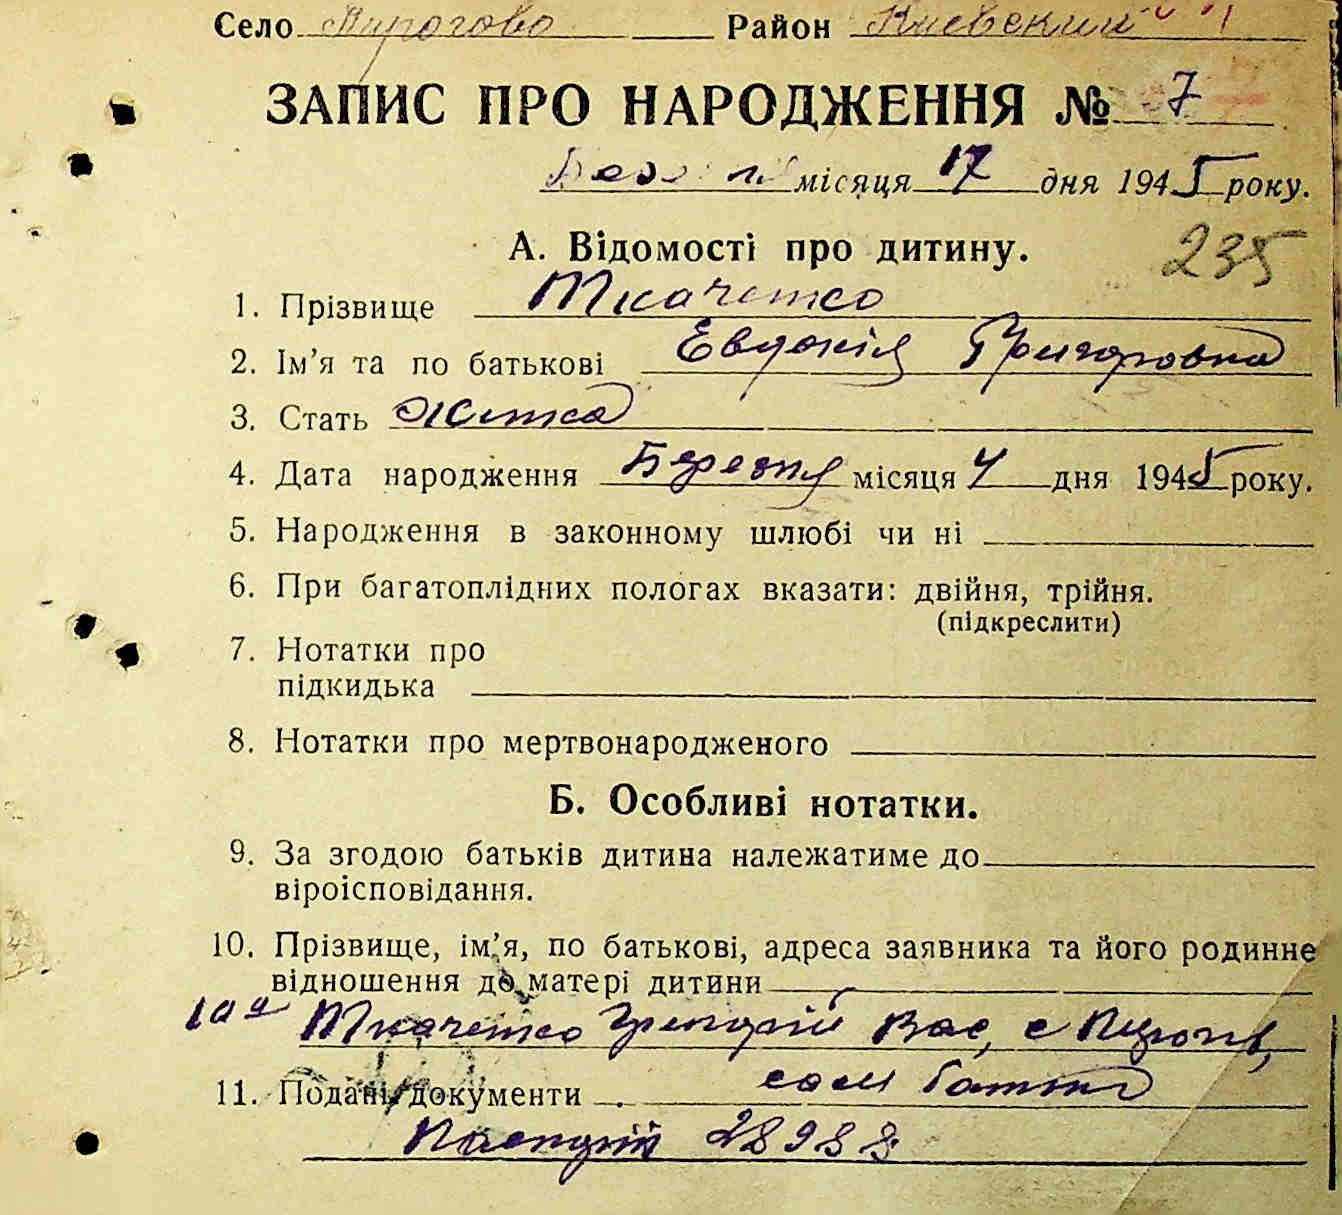 Село Пирогово Район Киевский
ЗАПИС ПРО НАРОДЖЕННЯ № 7
місяця 17 дня 1945 року.
А. Відомості про дитину.
235
1. Прізвище Ткаченко
2. Ім’я та по батькові Евдокія Григоровна
3. Стать Жінка
4. Дата народження Березня місяця 4 дня 1945 року.
5. Народження в законному шлюбі чи ні
6. При багатоплідних пологах вказати: двійня, трійня.
(підкреслити)
7. Нотатки про
підкидька
8. Нотатки про мертвонародженого
Б. Особливі нотатки.
9. За згодою батьків дитина належатиме до
віроісповідання.
10. Прізвище, ім’я, по батькові, адреса заявника та його родинне
відношення до матері дитини
Ткаченко Григорій Вас, с Пирогів,
11. Подані документи сам батько
Паспорт 28988